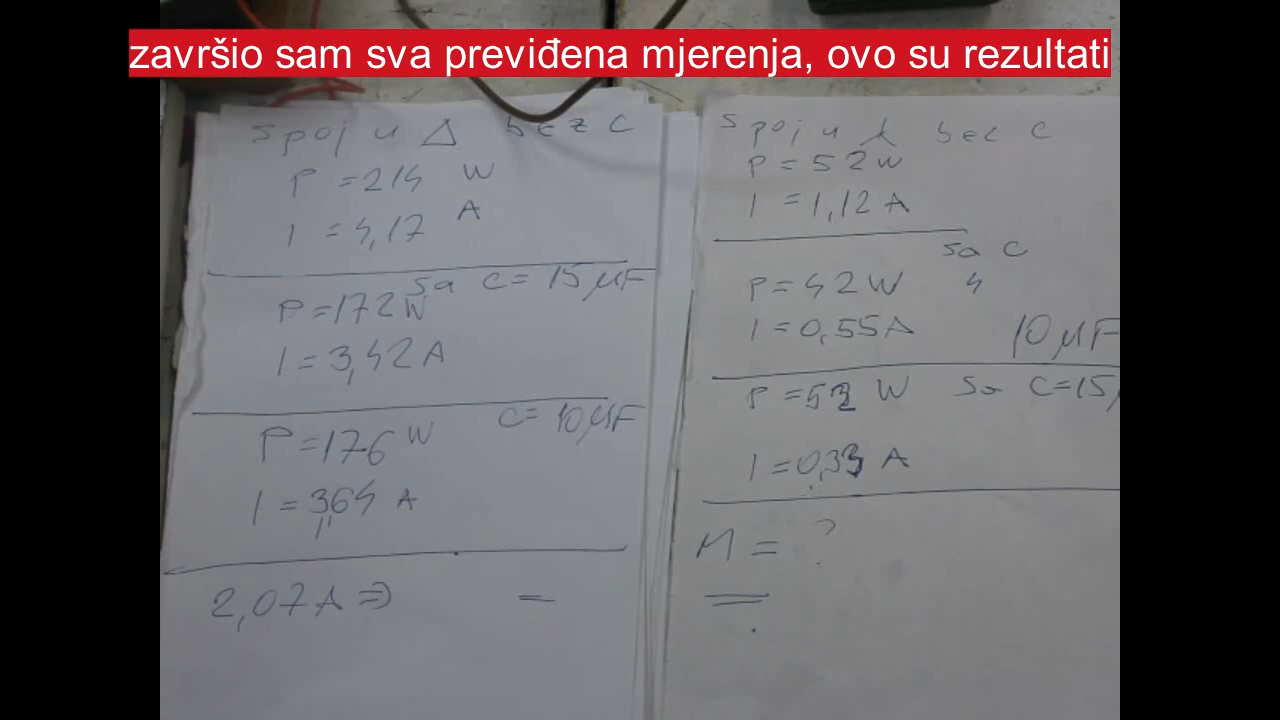 završio sam sva previđena mjerenja, ovo su rezultati
spoj u Δ bez C
P = 214 W
I = 4,17 A
sa C = 15 µF
P = 172 W
I = 3,42 A
C = 10 µF
P = 176 W
I = 3,64 A
2,07 A ⇒ =
spoj u Y bez C
P = 52 W
I = 1,12 A
sa C
P = 42 W 4
I = 0,55 A 10 µF
P = 52 W sa C = 15 µ
I = 0,33 A
M = ?